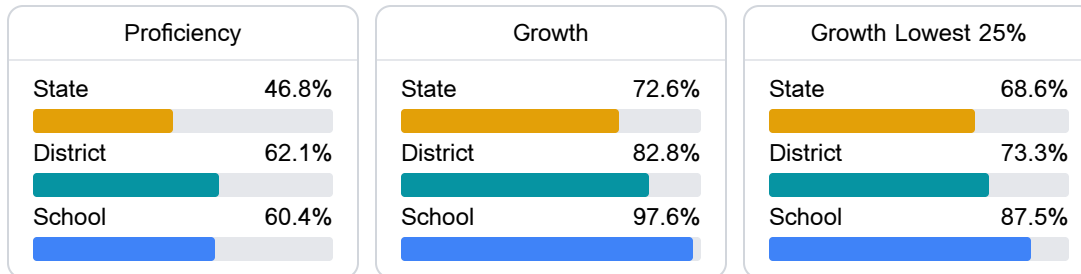 Proficiency
State 46.8%
District 62.1%
School 60.4%
Growth
State 72.6%
District 82.8%
School 97.6%
Growth Lowest 25%
State 68.6%
District 73.3%
School 87.5%